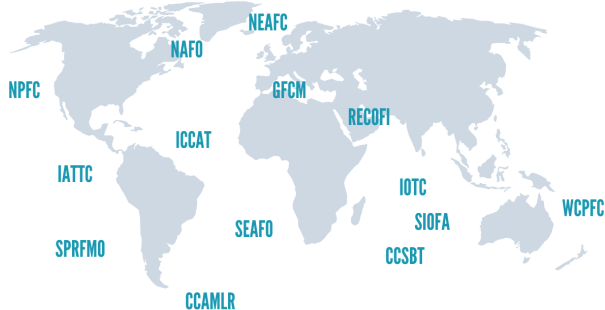 NEAFC
NAFO
NPFC
GFCM
RECOFI
ICCAT
IATTC
IOTC
WCPFC
SIOFA
SEAFO
SPRFMO
CCSBT
CCAMLR